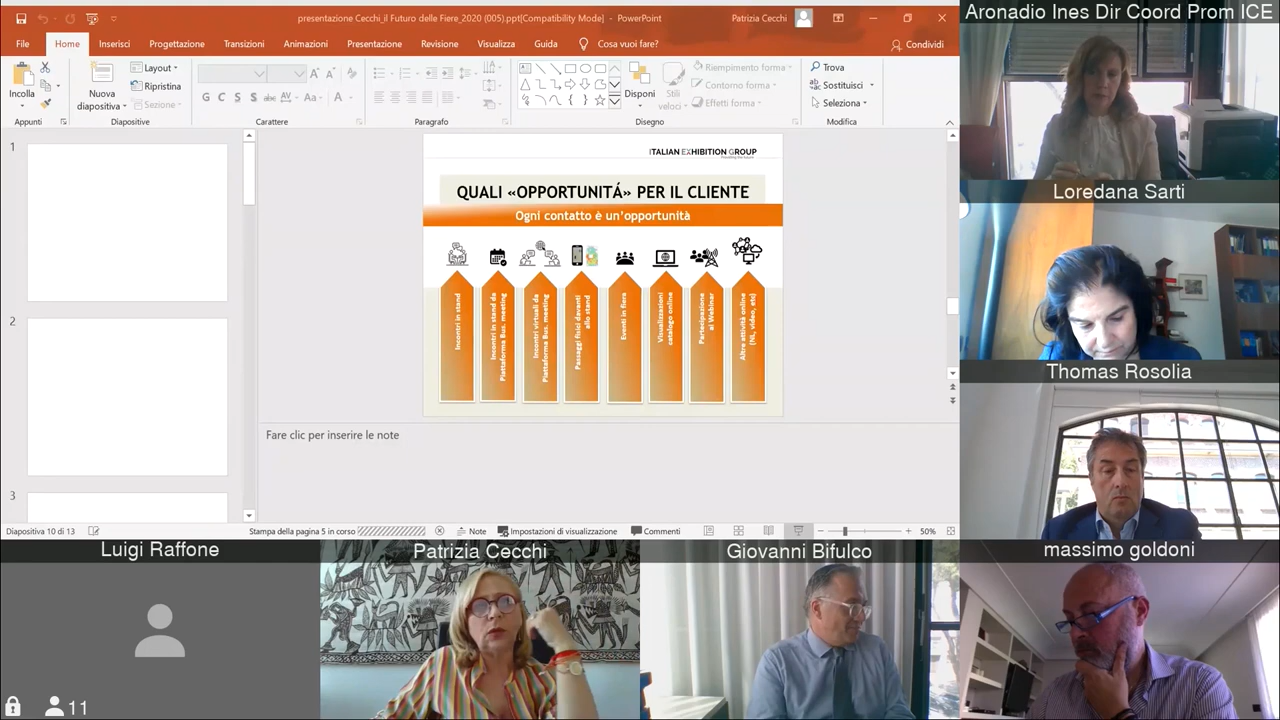 presentazione Cecchi_il Futuro delle Fiere_2020 (005).ppt[Compatibility Mode] - PowerPoint
Patrizia Cecchi
File
Home
Inserisci
Progettazione
Transizioni
Animazioni
Presentazione
Revisione
Visualizza
Guida
Cosa vuoi fare?
Condividi
Incolla
Appunti
Nuova
diapositiva
Layout
Ripristina
Sezione
Diapositive
G C S S abc AV Aa A
Carattere
Paragrafo
Disponi
Stili
veloci
Riempimento forma
Contorno forma
Effetti forma
Disegno
Trova
Sostituisci
Seleziona
Modifica
1
2
3
ITALIAN EXHIBITION GROUP
QUALI «OPPORTUNITÁ» PER IL CLIENTE
Ogni contatto è un'opportunità
Incontri in stand
Incontri in stand da
Piattaforma Bus. meeting
Incontri virtuali da
Piattaforma Bus. meeting
Passaggi fisici davanti
allo stand
Eventi in fiera
Visualizzazioni
catalogo online
Partecipazione
ai Webinar
Altre attività online
(NL, video, etc)
Fare clic per inserire le note
Diapositiva 10 di 13
Stampa della pagina 5 in corso
Note
Impostazioni di visualizzazione
Commenti
50%
Aronadio Ines Dir Coord Prom ICE
Loredana Sarti
Thomas Rosolia
Luigi Raffone
Patrizia Cecchi
Giovanni Bifulco
massimo goldoni
11